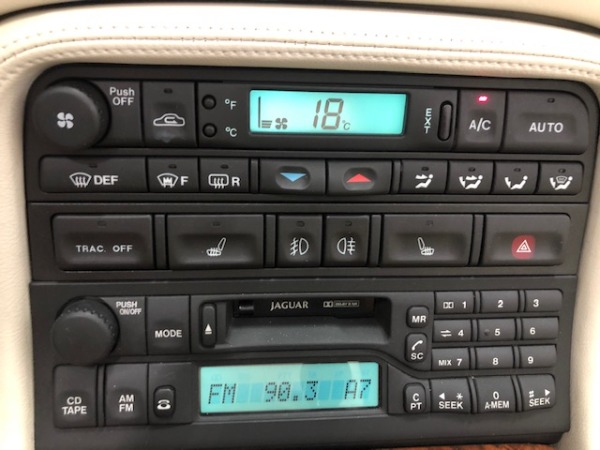 Push
OFF
°F
°C
18 °C
EXT
A/C
AUTO
DEF
F
R
TRAC. OFF
PUSH
ON/OFF
MODE
JAGUAR
MR
SC
1 2 3
4 5 6
MIX 7 8 9
CD
TAPE
AM
FM
FM 90.3 A7
C
PT
SEEK
0
A-MEM
SEEK